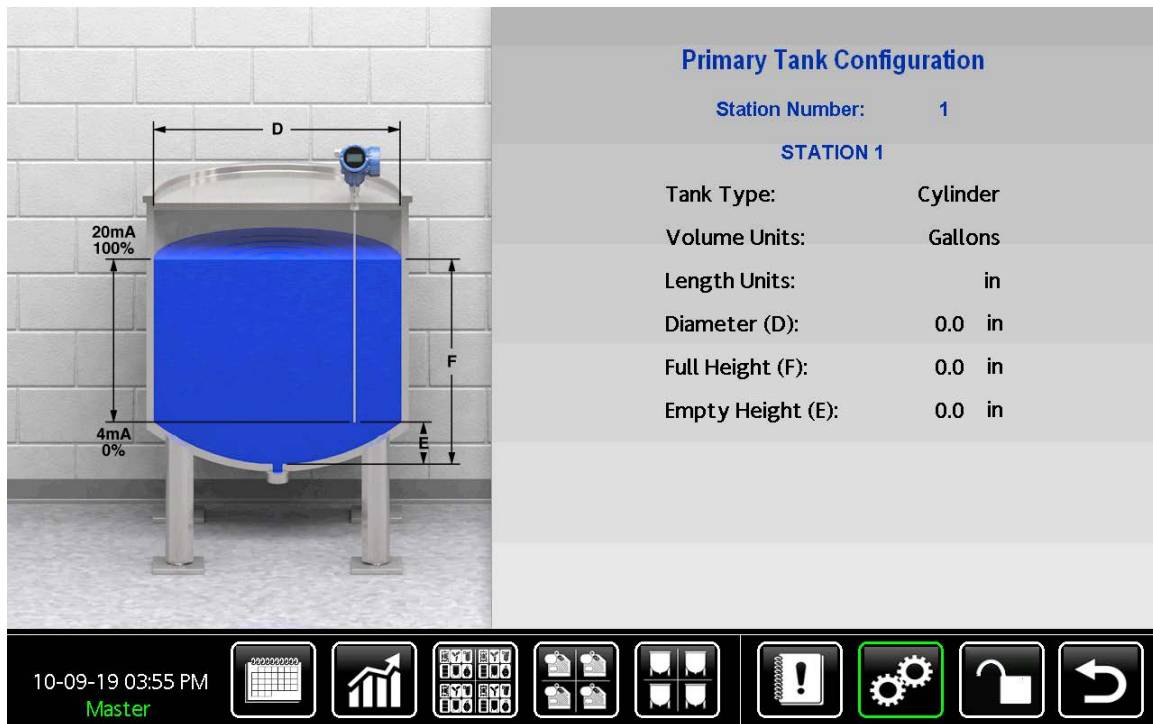 Primary Tank Configuration
Station Number: 1
STATION 1
Tank Type: Cylinder
Volume Units: Gallons
Length Units: in
Diameter (D): 0.0 in
Full Height (F): 0.0 in
Empty Height (E): 0.0 in
D
20mA
100%
F
4mA
0%
E
10-09-19 03:55 PM
Master